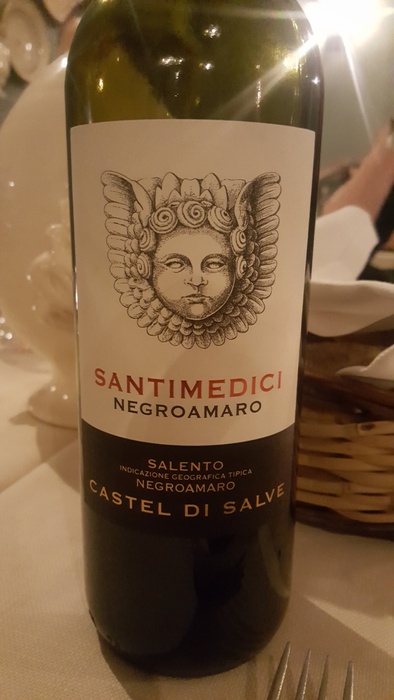 SANTIMEDICI
NEGROAMARO
SALENTO
INDICAZIONE GEOGRAFICA TIPICA
NEGROAMARO
CASTEL DI SALVE